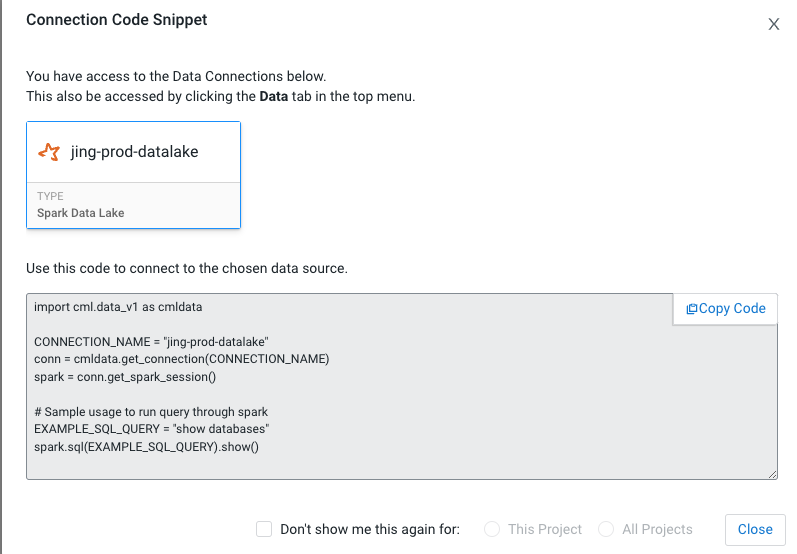 Connection Code Snippet
X
You have access to the Data Connections below.
This also be accessed by clicking the Data tab in the top menu.
jing-prod-datalake
TYPE
Spark Data Lake
Use this code to connect to the chosen data source.
Copy Code
import cml.data_v1 as cmldata
CONNECTION_NAME = "jing-prod-datalake"
conn = cmldata.get_connection(CONNECTION_NAME)
spark = conn.get_spark_session()
# Sample usage to run query through spark
EXAMPLE_SQL_QUERY = "show databases"
spark.sql(EXAMPLE_SQL_QUERY).show()
Don't show me this again for: This Project All Projects Close